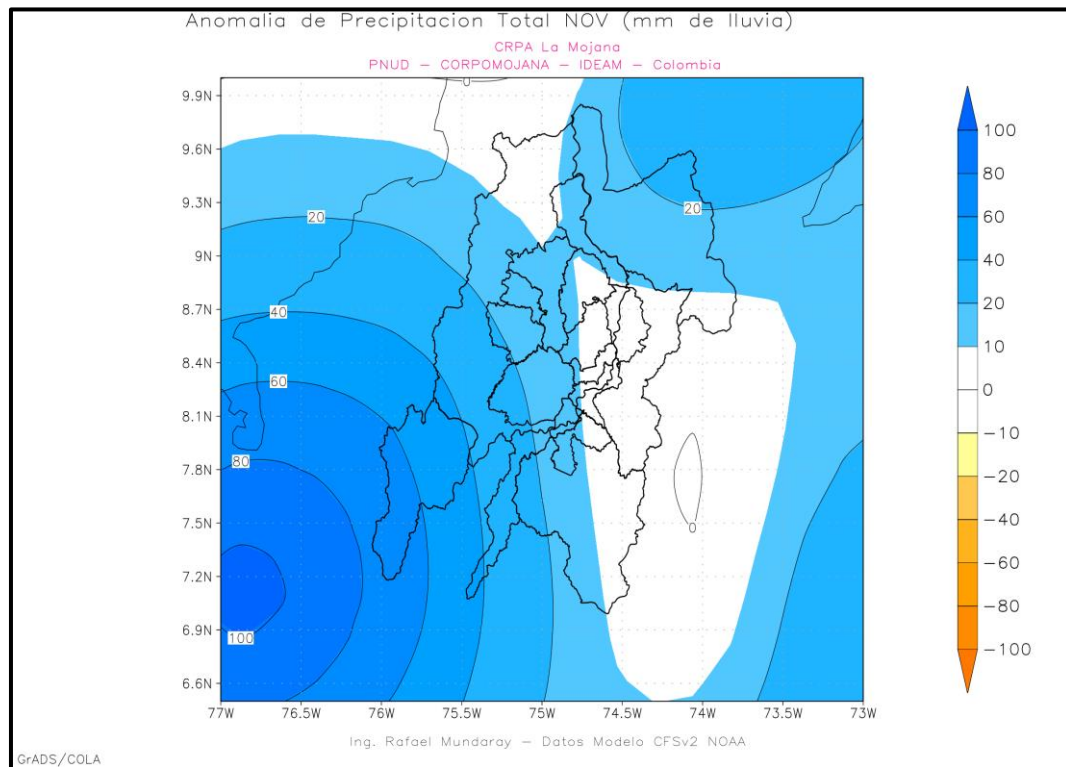 Anomalia de Precipitacion Total NOV (mm de lluvia)
CRPA La Mojana
PNUD – CORPOMOJANA – IDEAM – Colombia
0
9.9N
9.6N
9.3N
9N
8.7N
8.4N
8.1N
7.8N
7.5N
7.2N
6.9N
6.6N
20
20
40
60
80
0
100
77W 76.5W 76W 75.5W 75W 74.5W 74W 73.5W 73W
100
80
60
40
20
10
0
-10
-20
-40
-60
-80
-100
Ing. Rafael Mundaray – Datos Modelo CFSv2 NOAA
GrADS/COLA